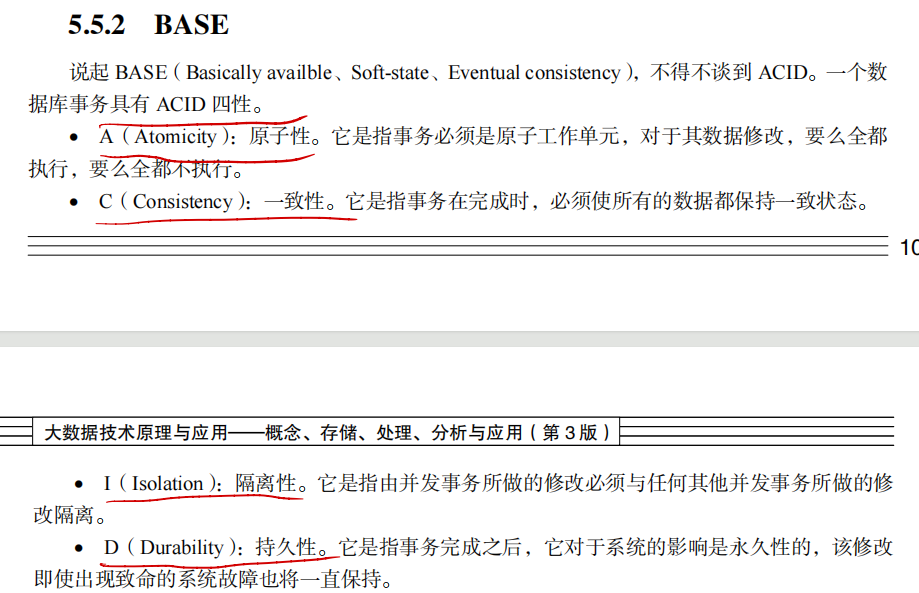 5.5.2 BASE
说起 BASE（Basically availble、Soft-state、Eventual consistency），不得不谈到 ACID。一个数
据库事务具有 ACID 四性。
• A（Atomicity）：原子性。它是指事务必须是原子工作单元，对于其数据修改，要么全都
执行，要么全都不执行。
• C（Consistency）：一致性。它是指事务在完成时，必须使所有的数据都保持一致状态。
10
大数据技术原理与应用——概念、存储、处理、分析与应用（第 3 版）
• I（Isolation）：隔离性。它是指由并发事务所做的修改必须与任何其他并发事务所做的修
改隔离。
• D（Durability）：持久性。它是指事务完成之后，它对于系统的影响是永久性的，该修改
即使出现致命的系统故障也将一直保持。